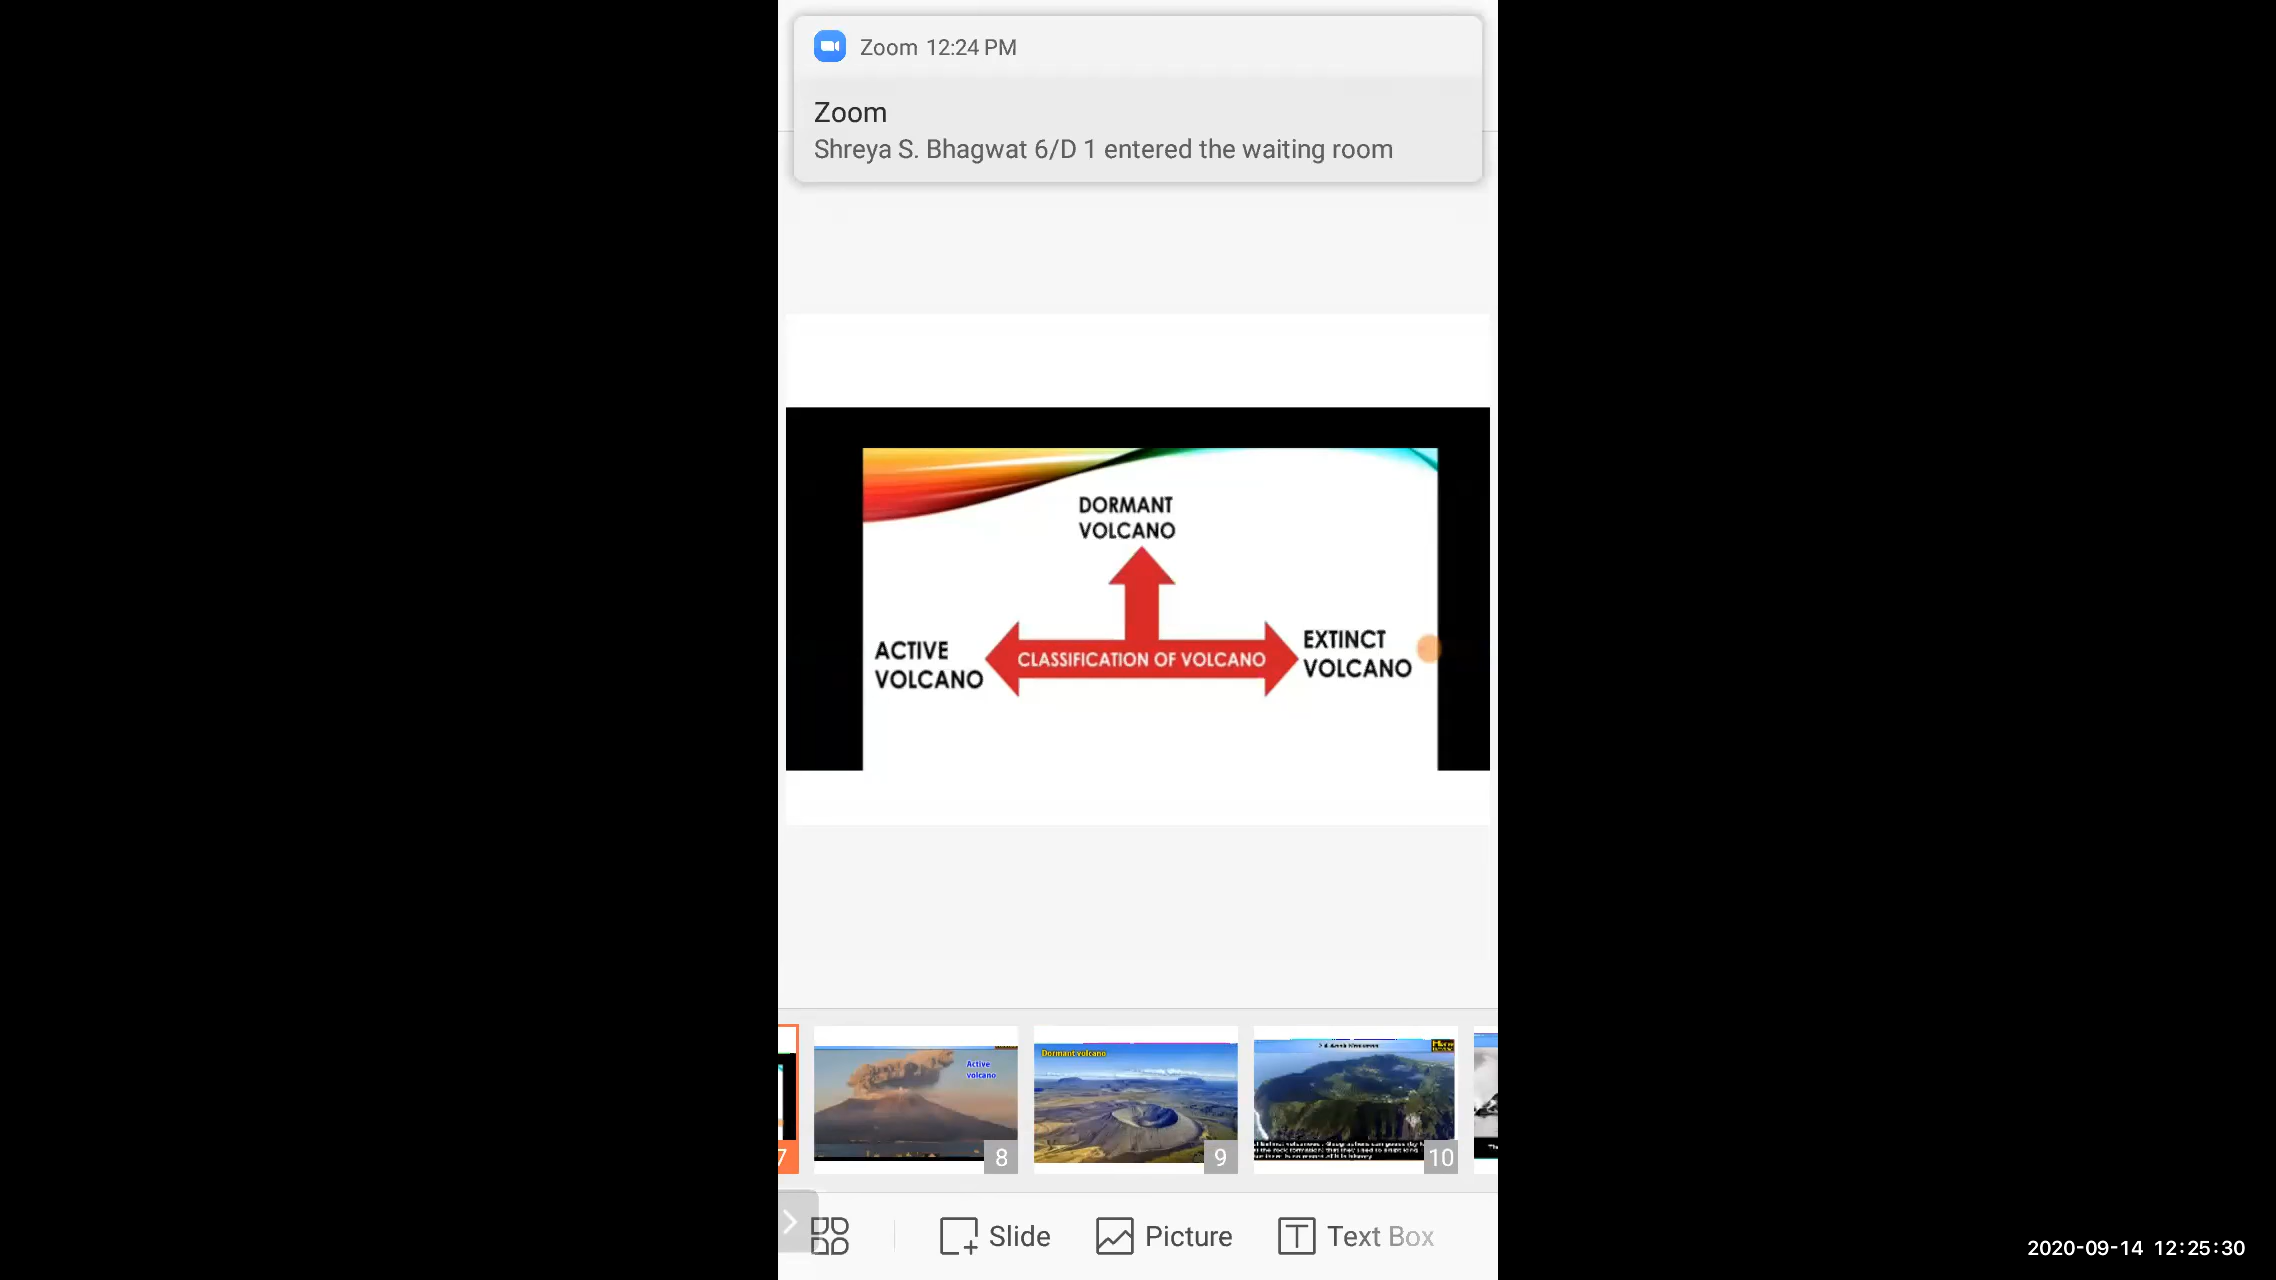 Zoom 12:24 PM
Zoom
Shreya S. Bhagwat 6/D 1 entered the waiting room
DORMANT
VOLCANO
ACTIVE
VOLCANO
CLASSIFICATION OF VOLCANO
EXTINCT
VOLCANO
7
Active
volcano
8
Dormant volcano
9
10
Slide
Picture
Text Box
2020-09-14 12:25:30